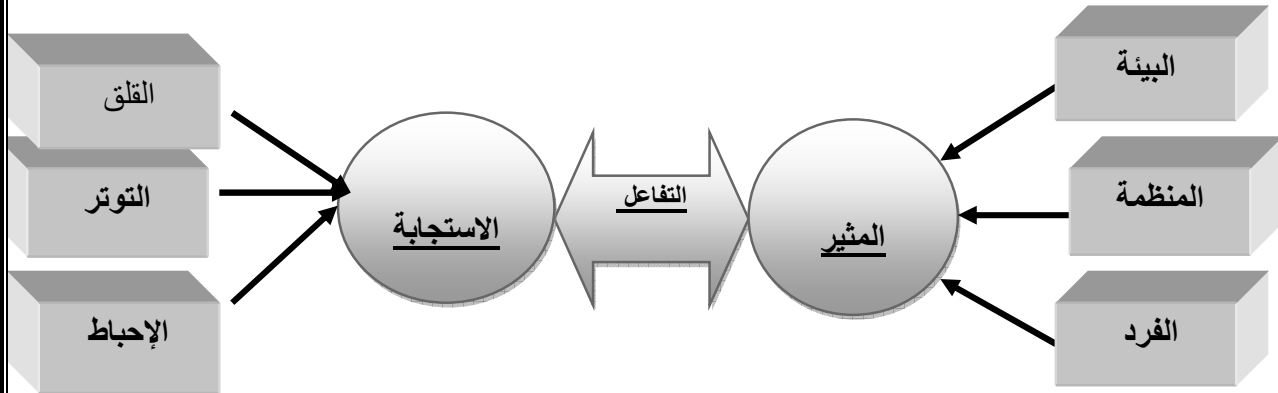 البيئة
المنظمة
الفرد
المثير
التفاعل
الاستجابة
القلق
التوتر
الإحباط